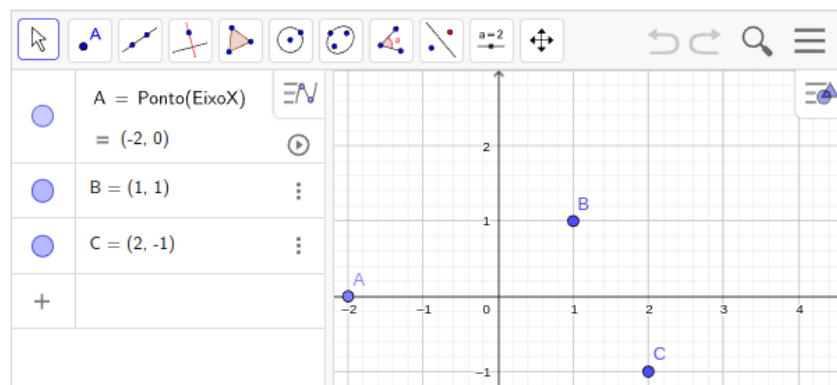 A
a=2
A = Ponto(EixoX)
= (-2, 0)
B = (1, 1)
C = (2, -1)
+
2
1
B
A
−2
−1
0
1
2
3
4
C
−1